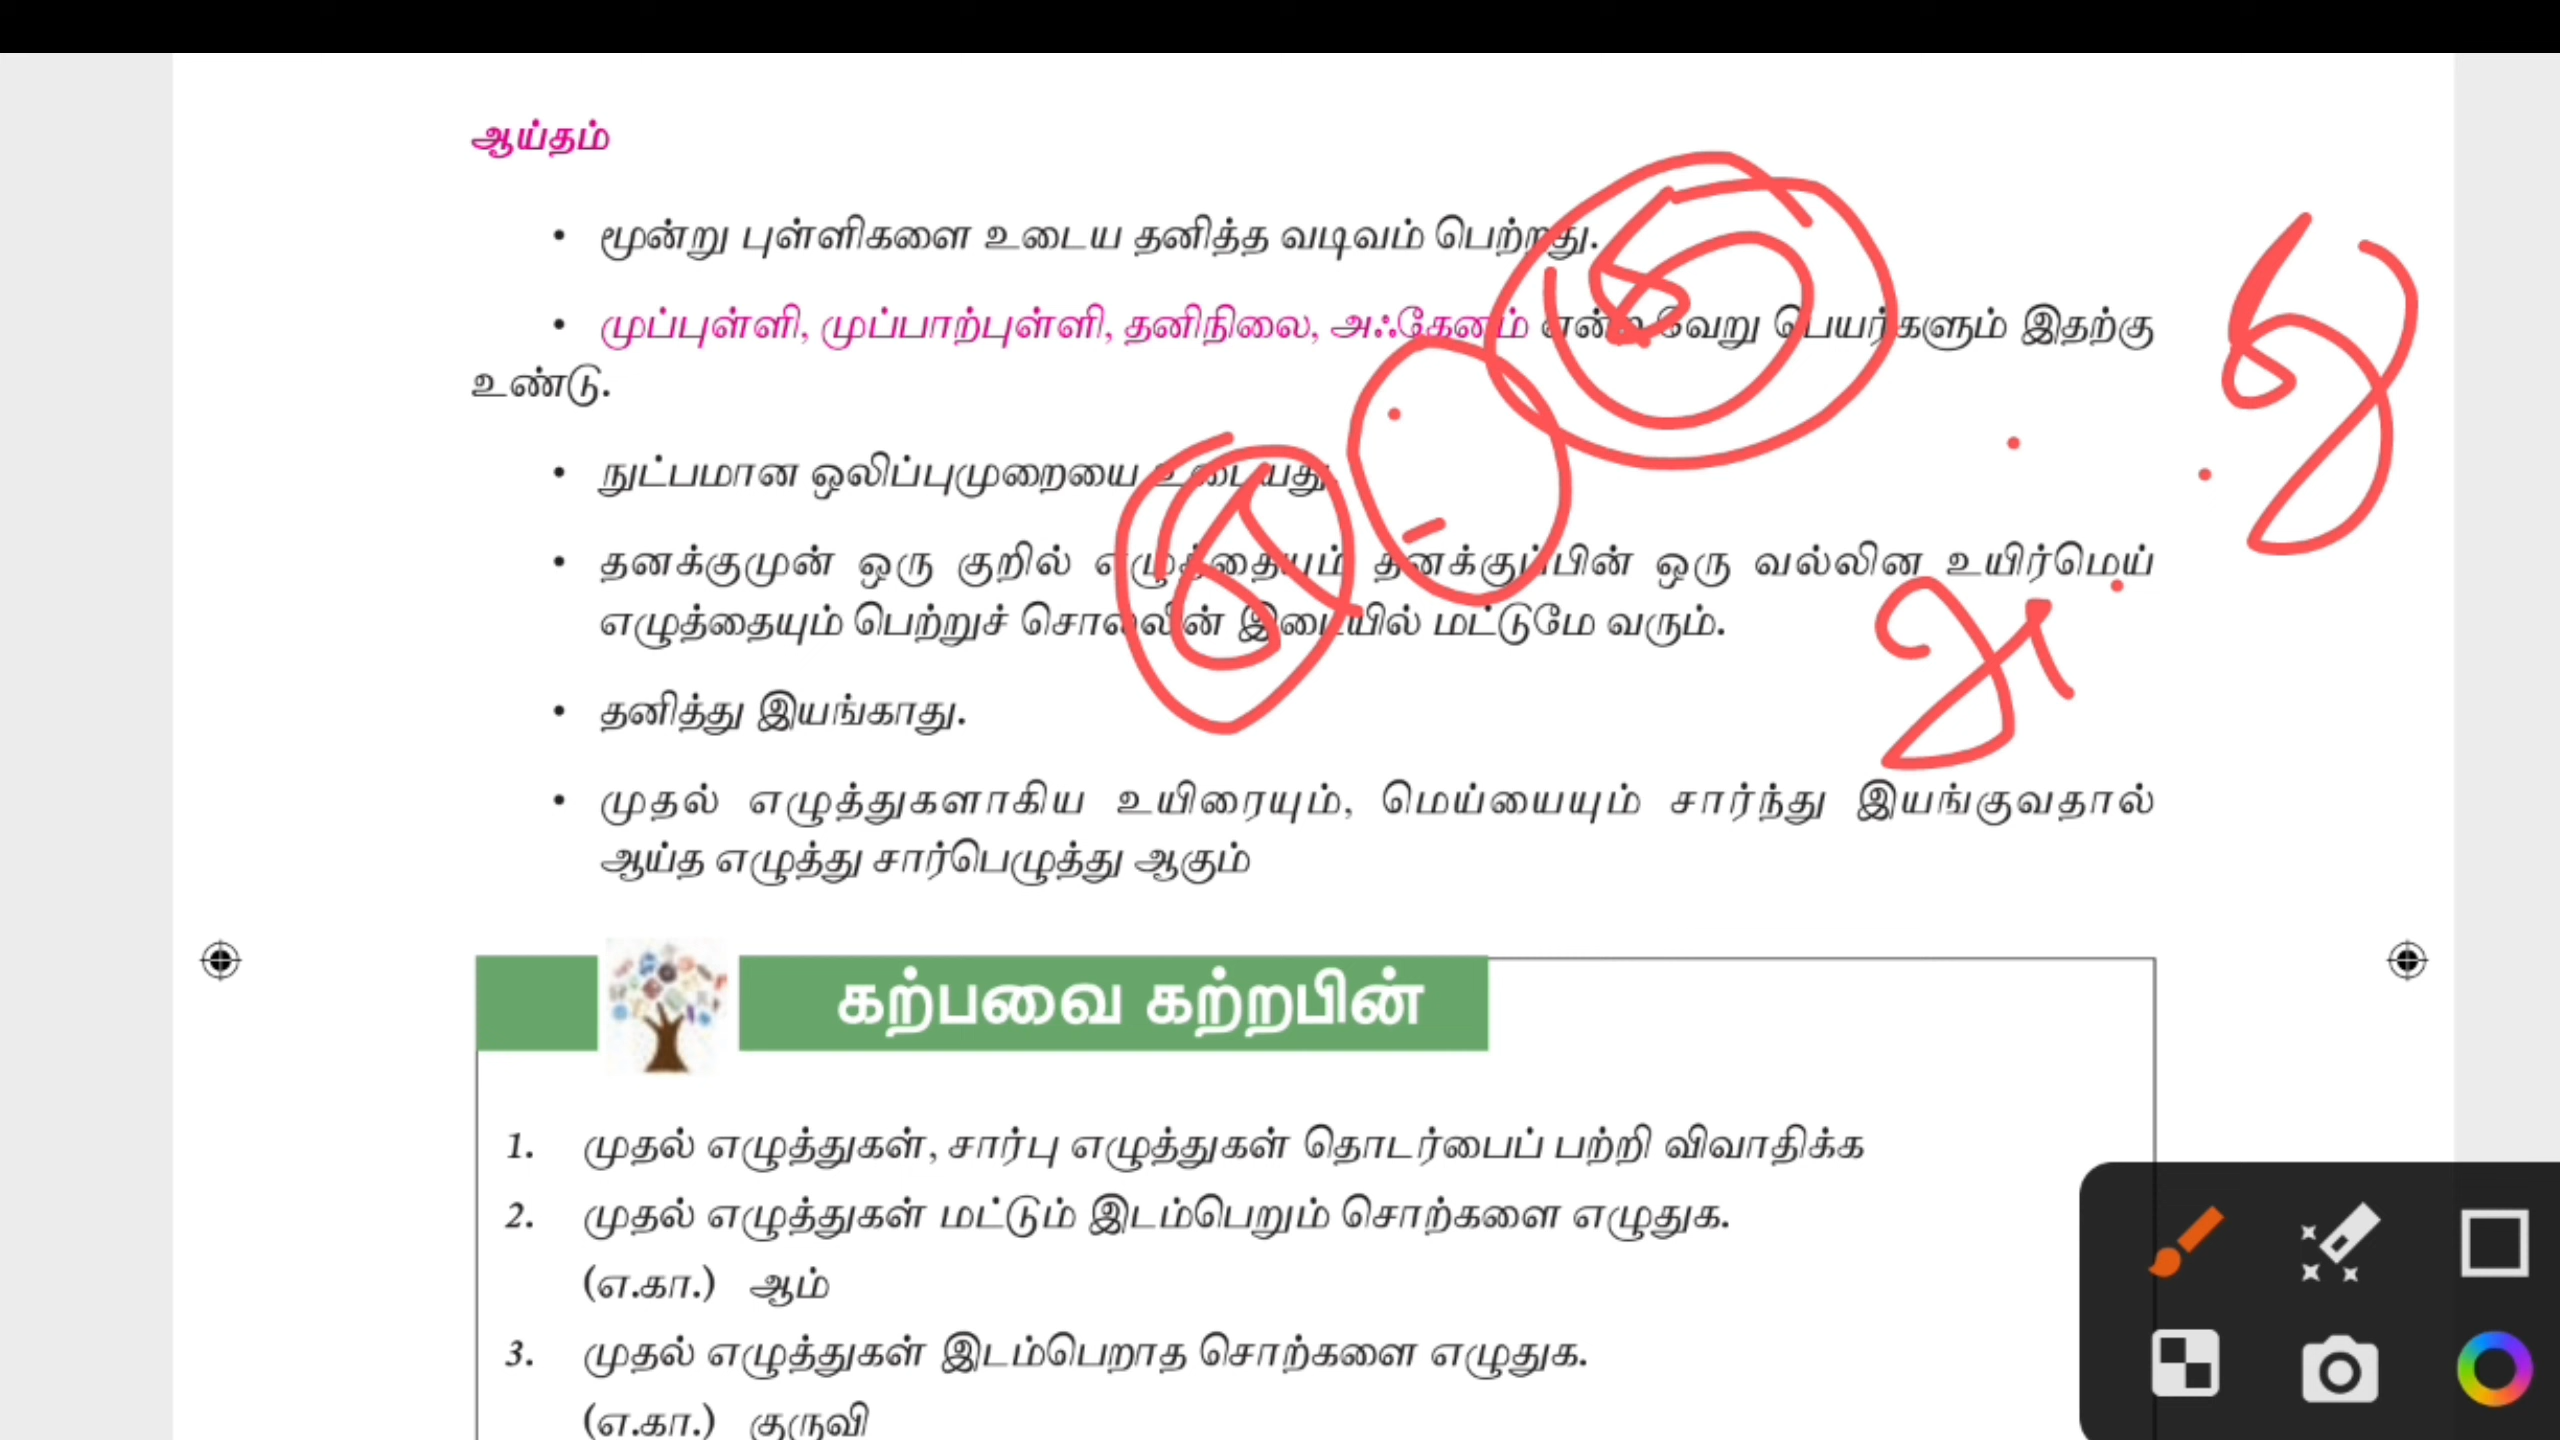 ஆய்தம்
• மூன்று புள்ளிகளை உடைய தனித்த வடிவம் பெற்றது.
• முப்புள்ளி, முப்பாற்புள்ளி, தனிநிலை, அஃகேனம் என்ற வேறு பெயர்களும் இதற்கு
உண்டு.
• நுட்பமான ஒலிப்புமுறையை உடையது.
• தனக்குமுன் ஒரு குறில் எழுத்தையும் தனக்குப்பின் ஒரு வல்லின உயிர்மெய்
எழுத்தையும் பெற்றுச் சொல்லின் இடையில் மட்டுமே வரும்.
• தனித்து இயங்காது.
• முதல் எழுத்துகளாகிய உயிரையும், மெய்யையும் சார்ந்து இயங்குவதால்
ஆய்த எழுத்து சார்பெழுத்து ஆகும்
கற்பவை கற்றபின்
1. முதல் எழுத்துகள், சார்பு எழுத்துகள் தொடர்பைப் பற்றி விவாதிக்க
2. முதல் எழுத்துகள் மட்டும் இடம்பெறும் சொற்களை எழுதுக.
(எ.கா.) ஆம்
3. முதல் எழுத்துகள் இடம்பெறாத சொற்களை எழுதுக.
(எ.கா.) குருவி